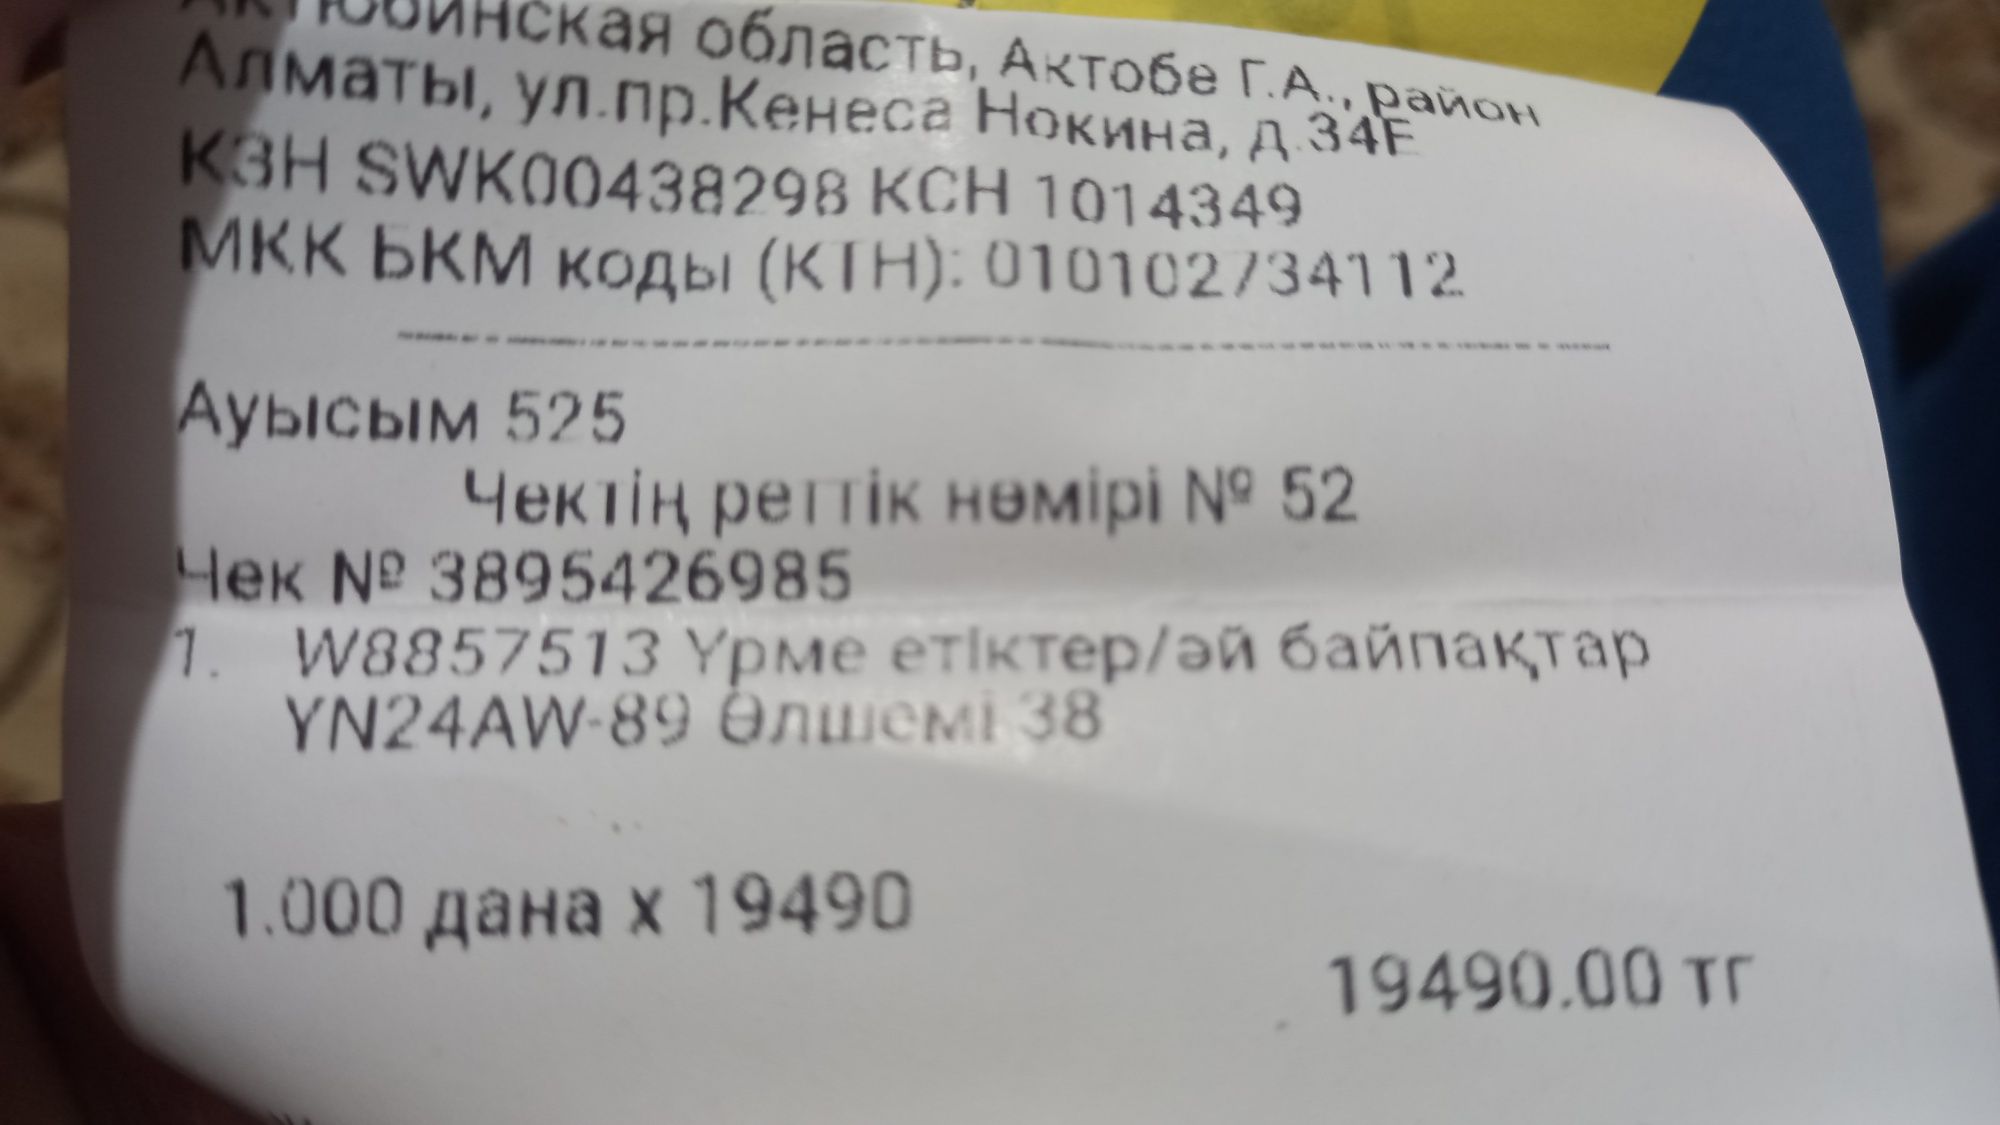 Актюбинская область, Актобе Г.А., район
Алматы, ул.пр.Кенеса Нокина, д.34Е
КЗН SWK00438298 КСН 1014349
МКК БКМ коды (КТН): 010102734112
Ауысым 525
Чектің реттік нөмірі № 52
Чек № 3895426985
1. W8857513 Үрме етіктер/әй байпақтар
YN24AW-89 Өлшемі 38
1.000 дана х 19490
19490.00 тг